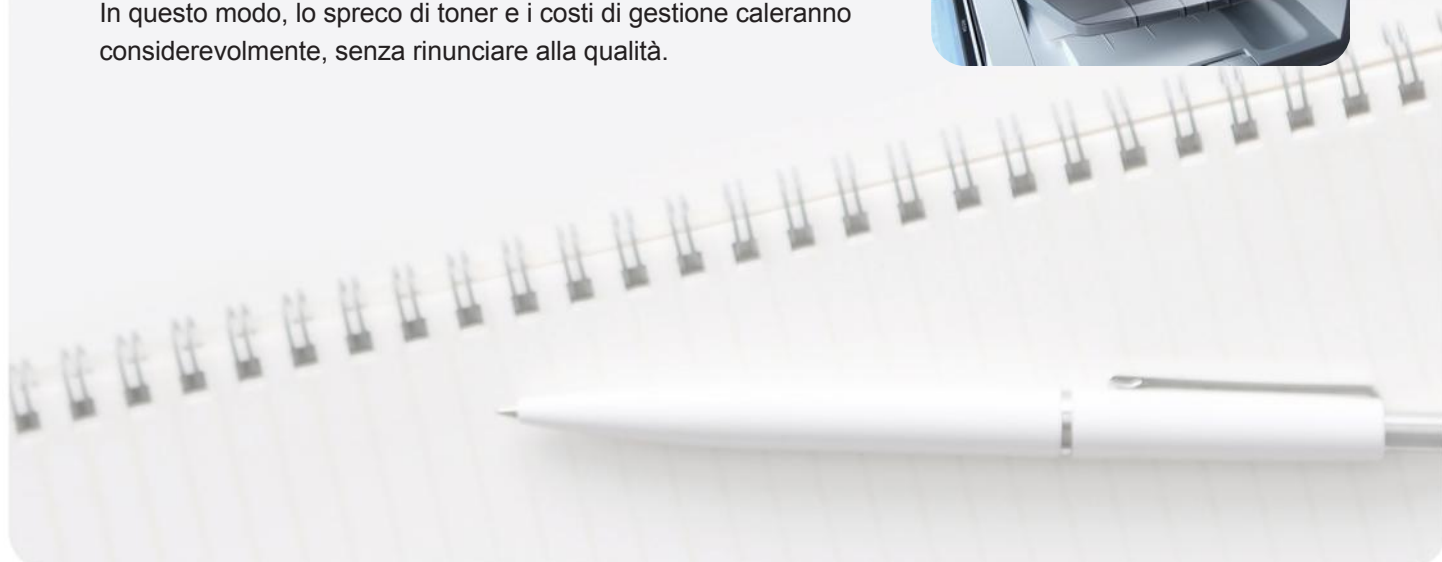 In questo modo, lo spreco di toner e i costi di gestione caleranno
considerevolmente, senza rinunciare alla qualità.